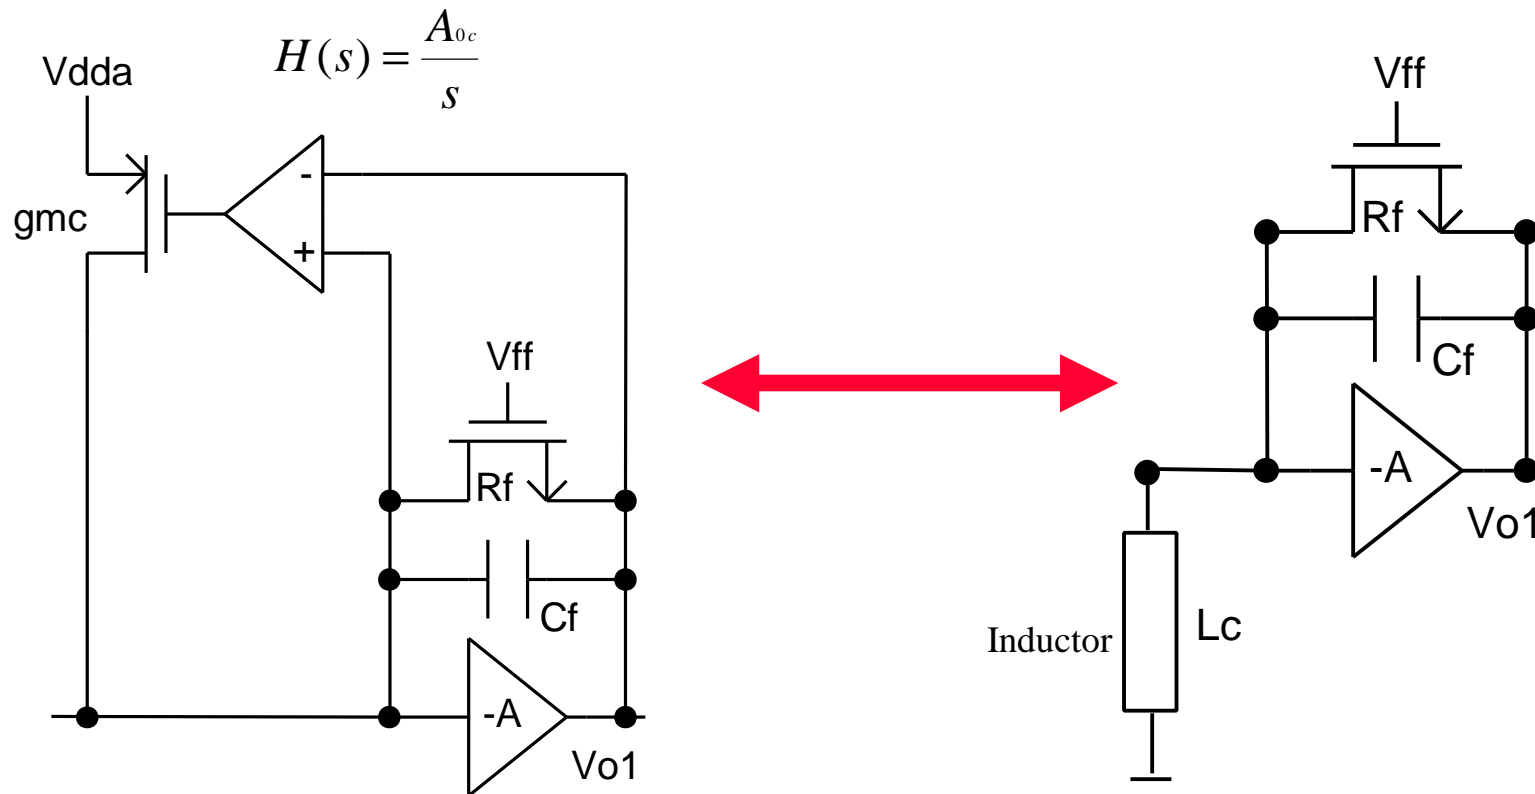 H(s) = A0c / s
Vdda
-
gmc
+
Vff
Rf
Cf
-A
Vo1
Vff
Rf
Cf
-A
Vo1
Inductor
Lc